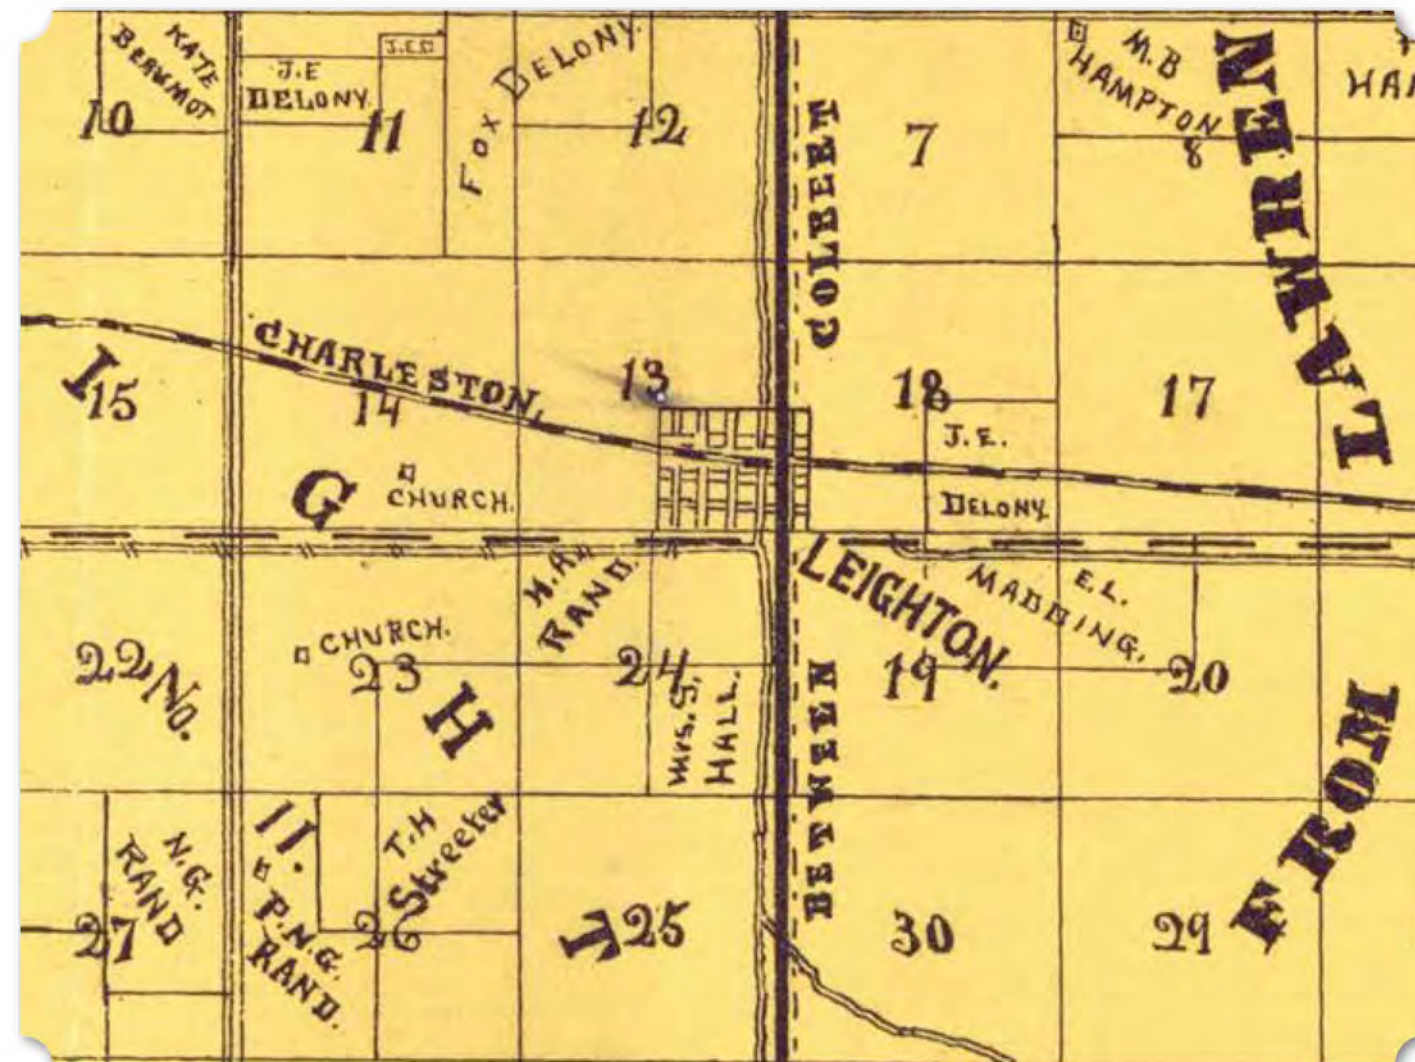 KATE
BEAUMOT
10
J.E.D
J.E
DELONY.
11
FOX DELONY.
12
COLBERT
7
M.B
HAMPTON
8
LAWREN
HA
I
15
CHARLESTON,
14
13
18
17
J. E.
DELONY.
G
CHURCH.
LEIGHTON.
E.L.
MADDING.
H.A.
RAND.
CHURCH.
22
No.
23
H
24
Mrs. J.
HALL.
19
20
BETWEEN
FROM
11.
N.G.
RAND
27
P.N.G.
RAND.
T.H
Streeter
26
T
25
30
29